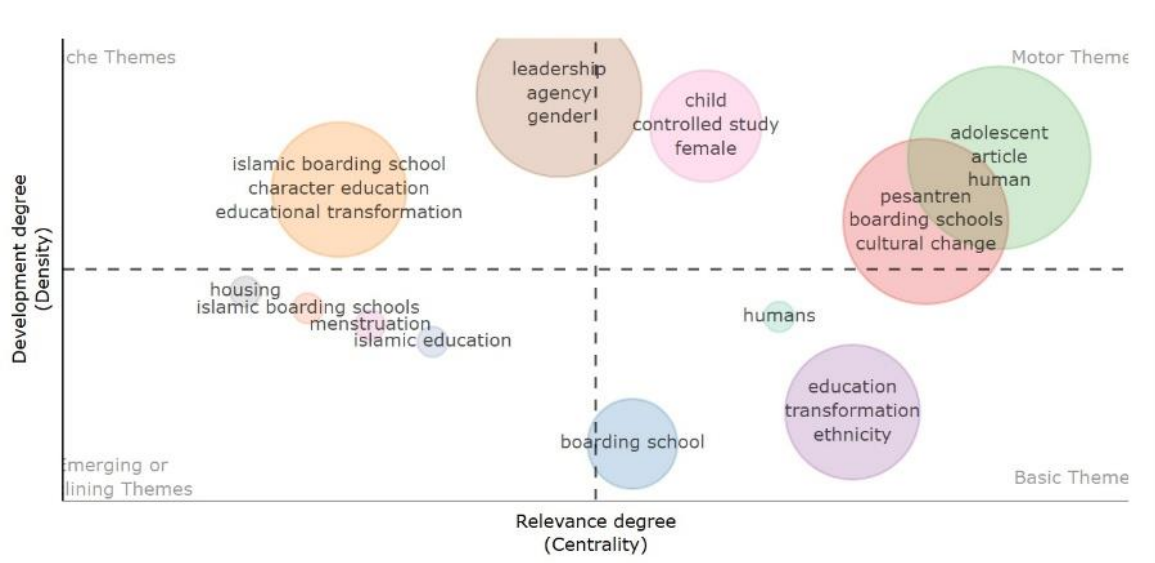 che Themes
Motor Theme
leadership
agency
gender
child
controlled study
female
adolescent
article
human
islamic boarding school
character education
educational transformation
pesantren
boarding schools
cultural change
Development degree
(Density)
housing
islamic boarding schools
menstruation
islamic education
humans
education
transformation
ethnicity
boarding school
Emerging or
lining Themes
Basic Theme
Relevance degree
(Centrality)